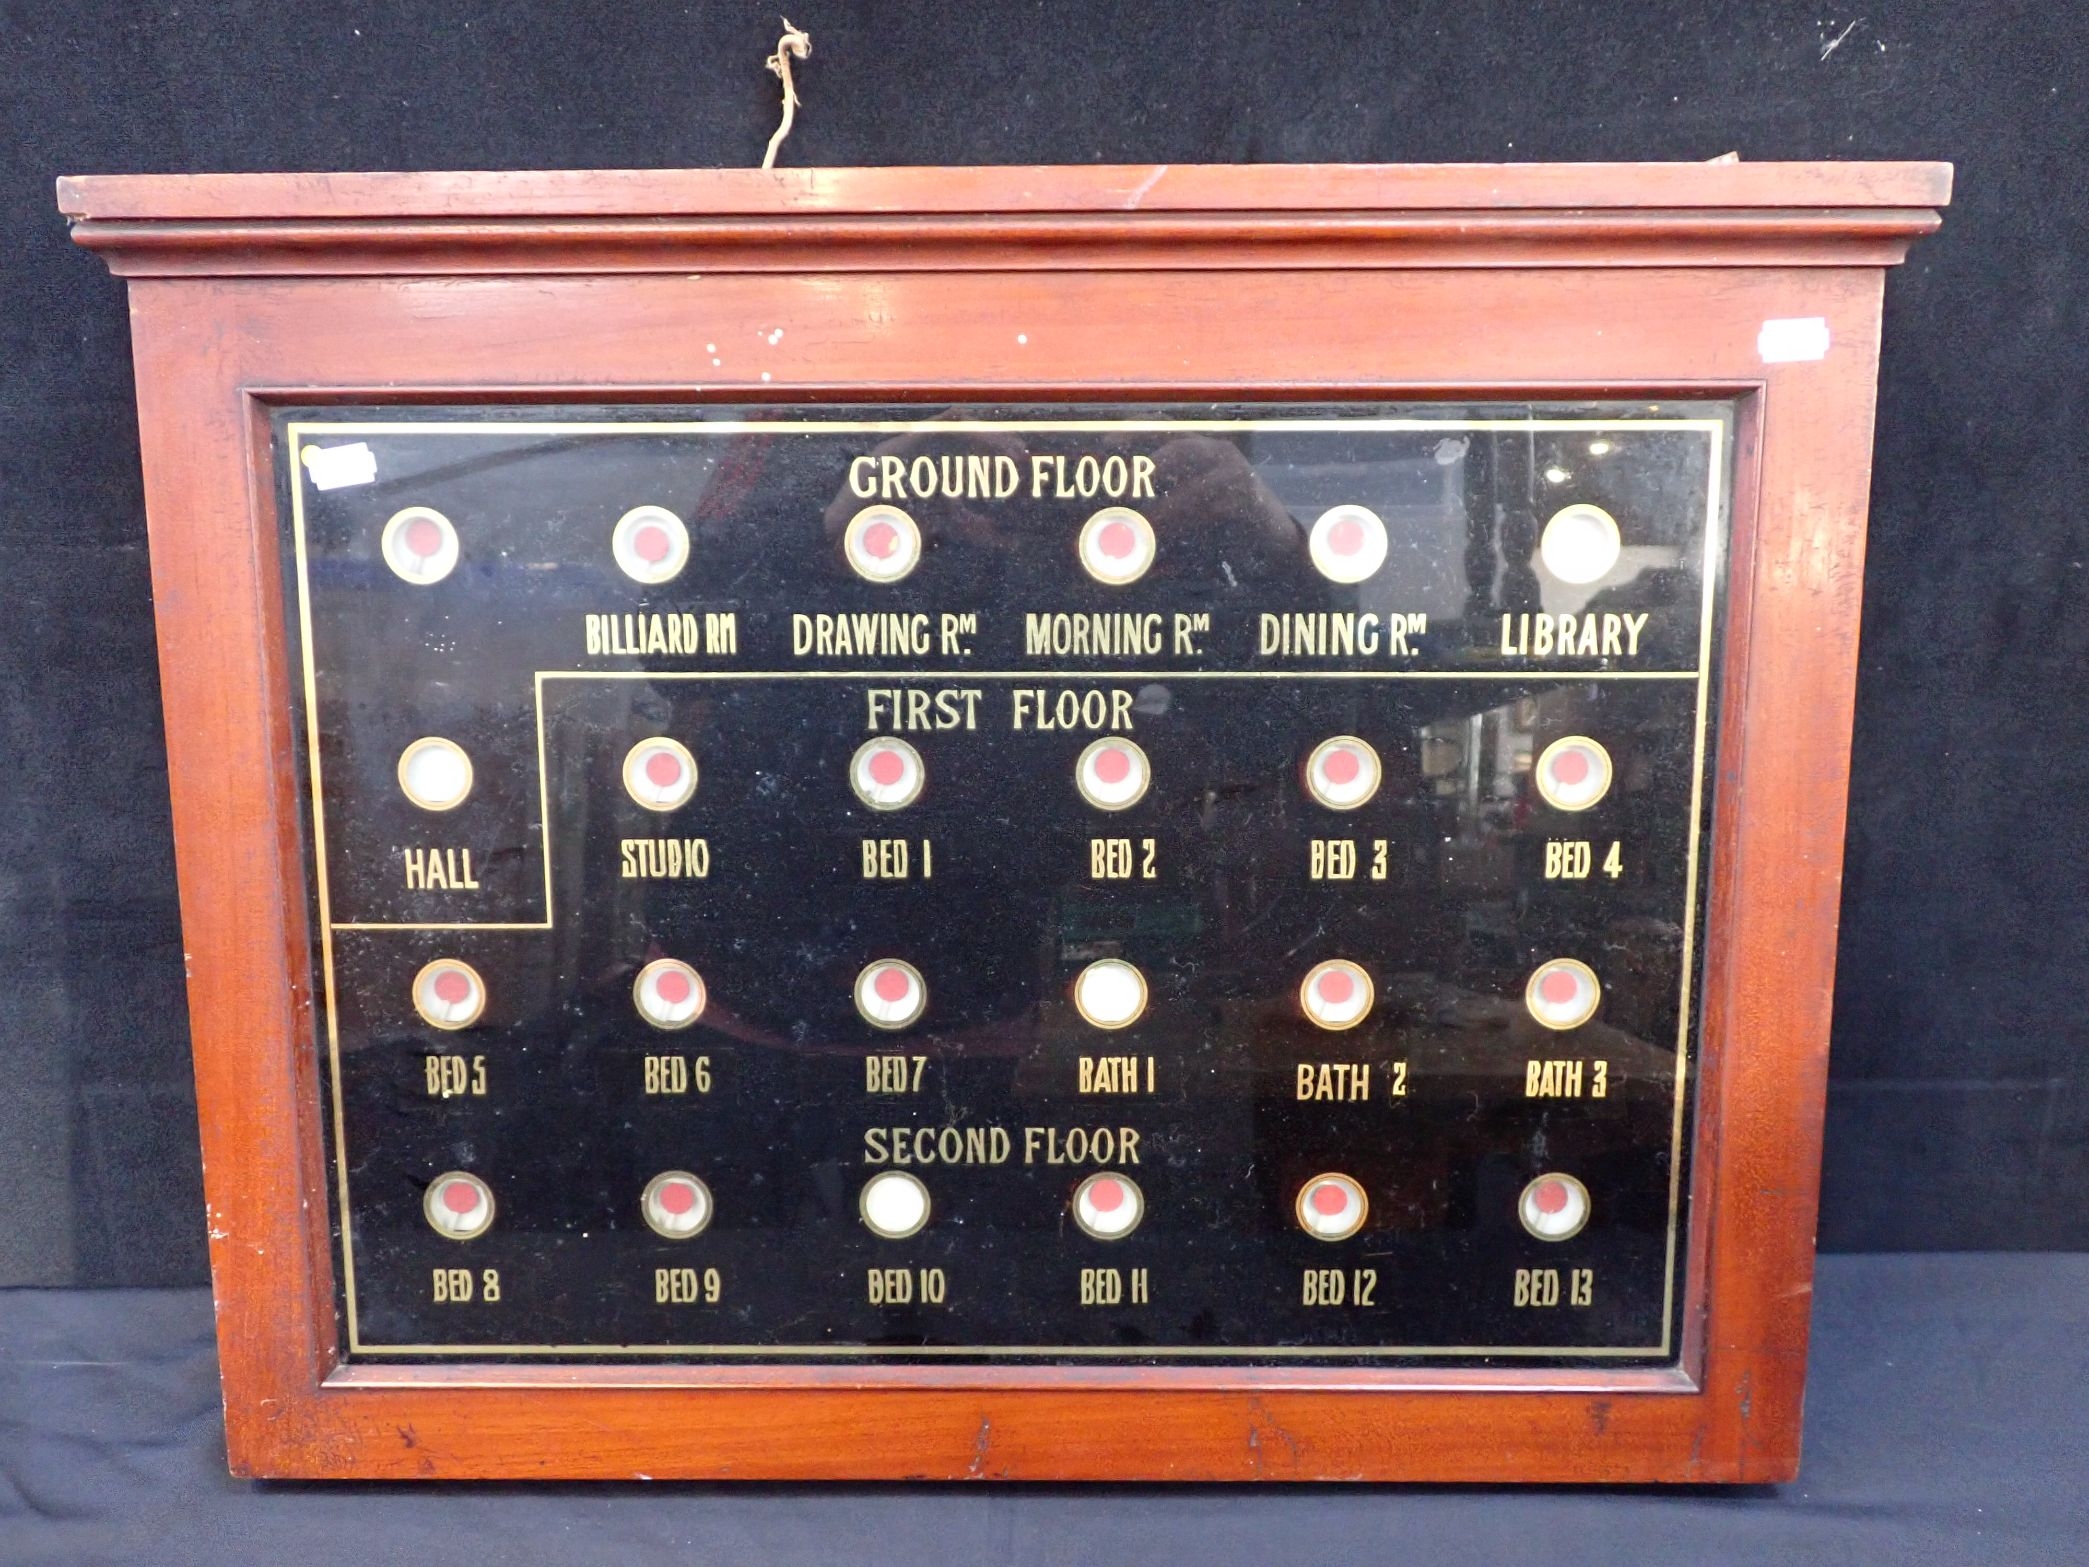 GROUND FLOOR
BILLIARD RM DRAWING RM. MORNING RM. DINING RM. LIBRARY
FIRST FLOOR
HALL STUDIO BED 1 BED 2 BED 3 BED 4
BED 5 BED 6 BED 7 BATH 1 BATH 2 BATH 3
SECOND FLOOR
BED 8 BED 9 BED 10 BED 11 BED 12 BED 13